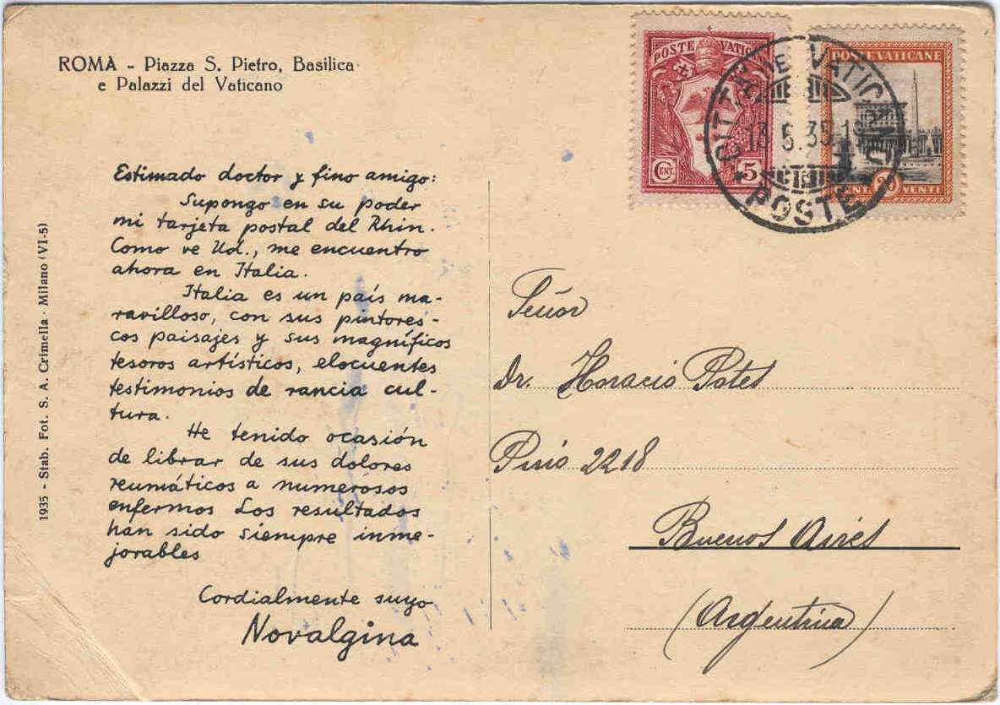 ROMA - Piazza S. Pietro, Basilica
e Palazzi del Vaticano
POSTE VATICANE
CENT. 5
POSTE VATICANE
CENT. 20 VENTI
CITTÀ DEL VATICANO
13.5.35.19
POSTE
Estimado doctor y fino amigo:
Supongo en su poder
mi tarjeta postal del Rhin.
Como ve Ud., me encuentro
ahora en Italia.
Italia es un país ma-
ravilloso, con sus pintores-
cos paisajes y sus magníficos
tesoros artísticos, elocuentes
testimonios de rancia cul-
tura.
He tenido ocasión
de librar de sus dolores
reumáticos a numerosos
enfermos Los resultados
han sido siempre inme-
jorables
Cordialmente suyo
Novalgina
1935 - Stab. Fot. S. A. Crimella - Milano (VI-5)
Señor
Dr. Horacio
2218
Buenos Aires
(Argentina)